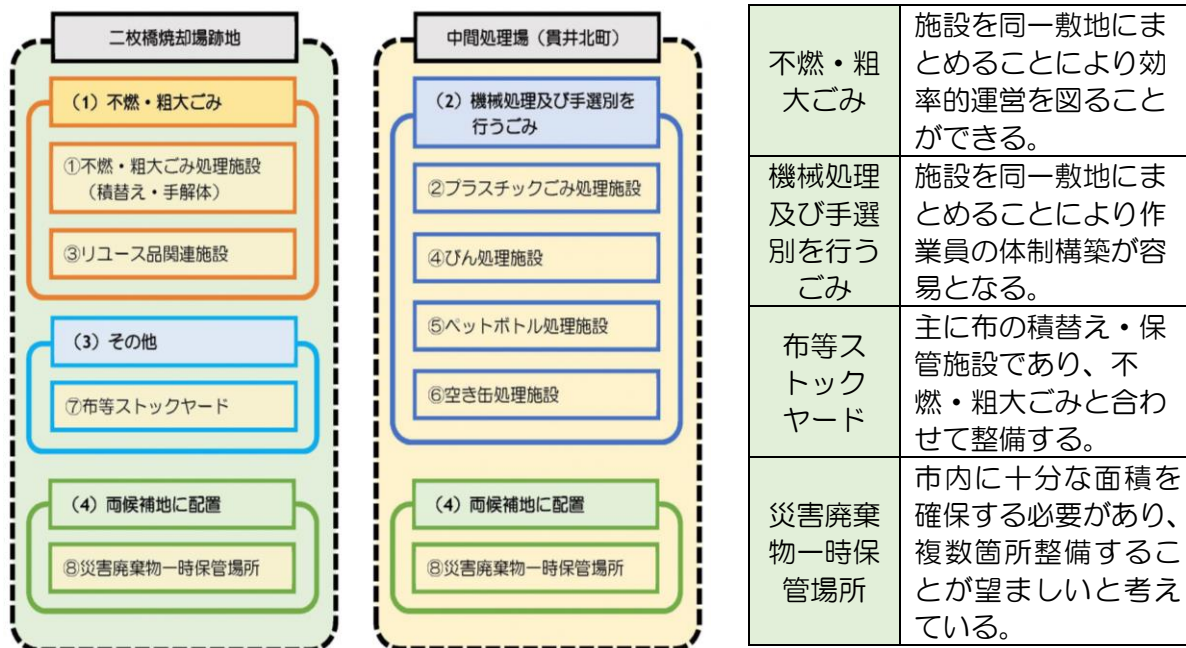 二枚橋焼却場跡地
(1) 不燃・粗大ごみ
①不燃・粗大ごみ処理施設
(積替え・手解体)
③リユース品関連施設
(3) その他
⑦布等ストックヤード
(4) 両候補地に配置
⑧災害廃棄物一時保管場所
中間処理場（貫井北町）
(2) 機械処理及び手選別を
行うごみ
②プラスチックごみ処理施設
④びん処理施設
⑤ペットボトル処理施設
⑥空き缶処理施設
(4) 両候補地に配置
⑧災害廃棄物一時保管場所
不燃・粗
大ごみ
施設を同一敷地にま
とめることにより効
率的運営を図ること
ができる。
機械処理
及び手選
別を行う
ごみ
施設を同一敷地にま
とめることにより作
業員の体制構築が容
易となる。
布等ス
トック
ヤード
主に布の積替え・保
管施設であり、不
燃・粗大ごみと合わ
せて整備する。
災害廃棄
物一時保
管場所
市内に十分な面積を
確保する必要があり、
複数箇所整備するこ
とが望ましいと考え
ている。